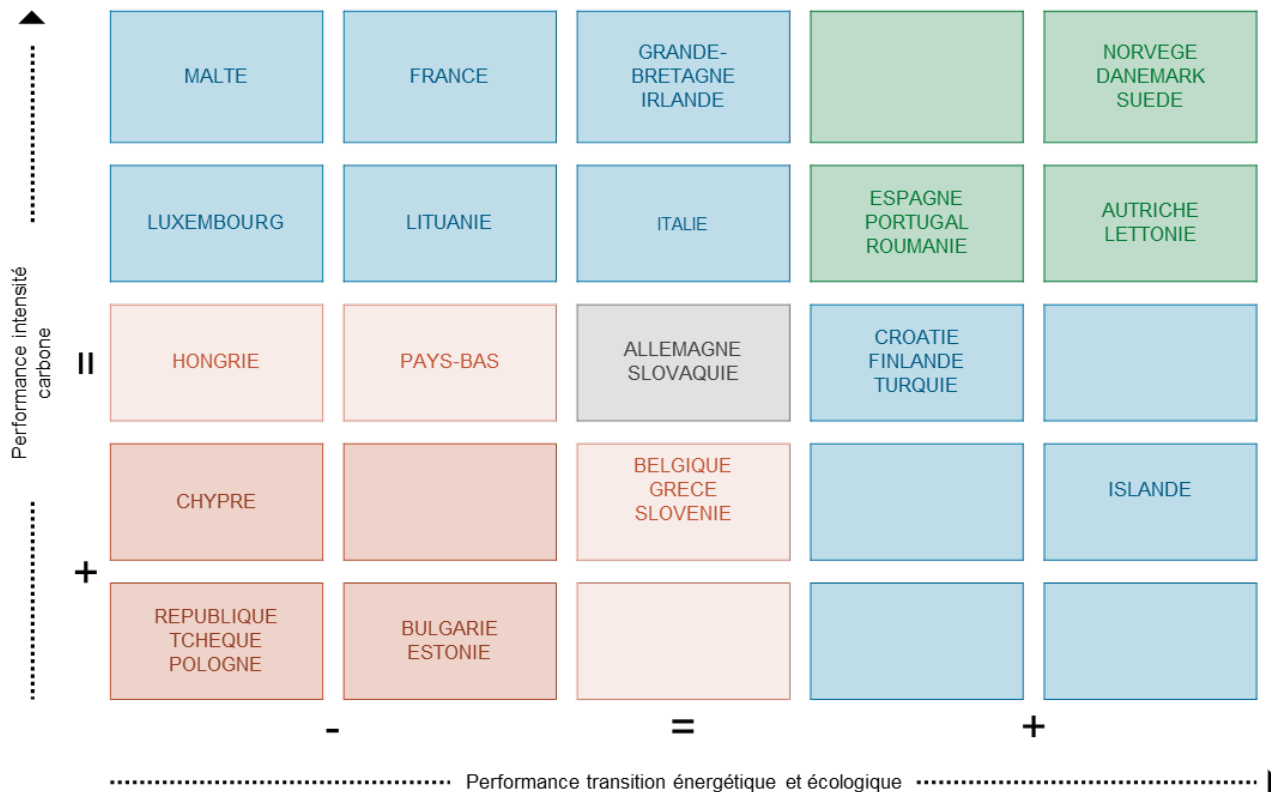 MALTE
FRANCE
GRANDE-
BRETAGNE
IRLANDE
NORVEGE
DANEMARK
SUEDE
LUXEMBOURG
LITUANIE
ITALIE
ESPAGNE
PORTUGAL
ROUMANIE
AUTRICHE
LETTONIE
Performance intensité
carbone
=
HONGRIE
PAYS-BAS
ALLEMAGNE
SLOVAQUIE
CROATIE
FINLANDE
TURQUIE
CHYPRE
BELGIQUE
GRECE
SLOVENIE
ISLANDE
+
REPUBLIQUE
TCHEQUE
POLOGNE
BULGARIE
ESTONIE
-
=
+
Performance transition énergétique et écologique